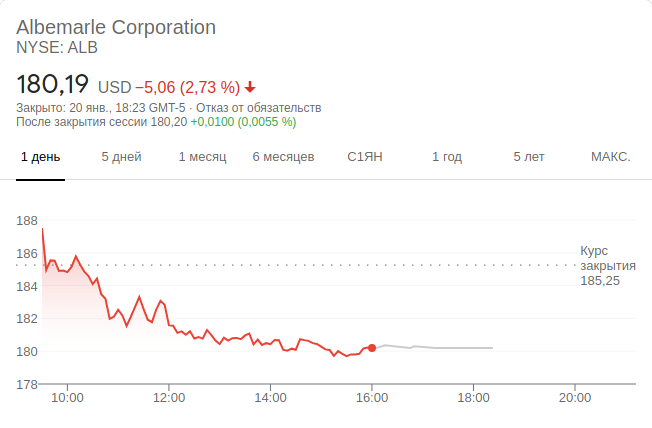 Albemarle Corporation
NYSE: ALB
180,19 USD −5,06 (2,73 %)
Закрыто: 20 янв., 18:23 GMT-5 · Отказ от обязательств
После закрытия сессии 180,20 +0,0100 (0,0055 %)
1 день 5 дней 1 месяц 6 месяцев С1ЯН 1 год 5 лет МАКС.
188
186
184
182
180
178
Курс
закрытия
185,25
10:00 12:00 14:00 16:00 18:00 20:00